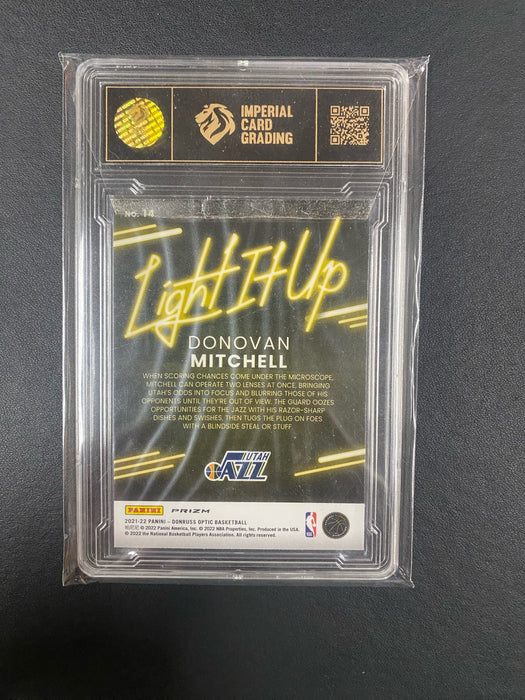 IMPERIAL
CARD
GRADING
No. 14
Light It Up
DONOVAN
MITCHELL
WHEN SCORING CHANCES COME UNDER THE MICROSCOPE,
MITCHELL CAN OPERATE TWO LENSES AT ONCE, BRINGING
UTAH'S ODDS INTO FOCUS AND BLURRING THOSE OF HIS
OPPONENTS UNTIL THEY'RE OUT OF VIEW. THE GUARD OOZES
OPPORTUNITIES FOR THE JAZZ WITH HIS RAZOR-SHARP
DISHES AND SWISHES, THEN TUGS THE PLUG ON FOES
WITH A BLINDSIDE STEAL OR STUFF.
UTAH
JAZZ
PANINI PRIZM
2021-22 PANINI – DONRUSS OPTIC BASKETBALL
© 2022 Panini America, Inc. © 2022 NBA Properties, Inc. Produced in the USA.
© 2022 the National Basketball Players Association. All rights reserved.